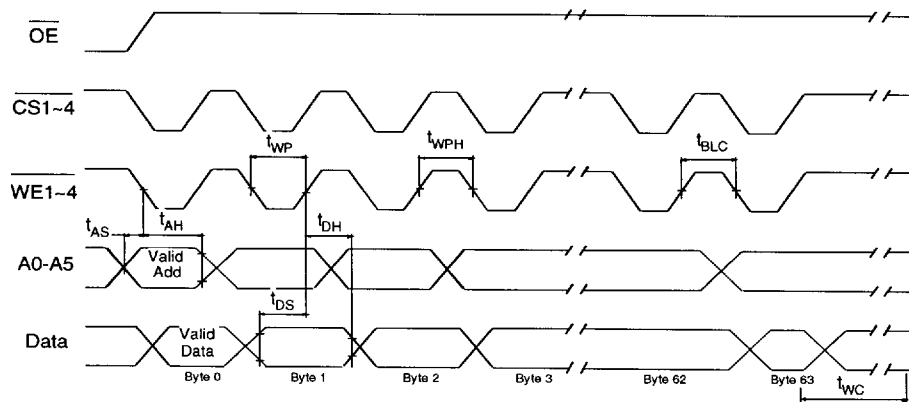 OE
CS1~4
tWP
tWPH
tBLC
WE1~4
tAS
tAH
tDH
A0-A5
Valid
Add
tDS
Data
Valid
Data
Byte 0
Byte 1
Byte 2
Byte 3
Byte 62
Byte 63
tWC